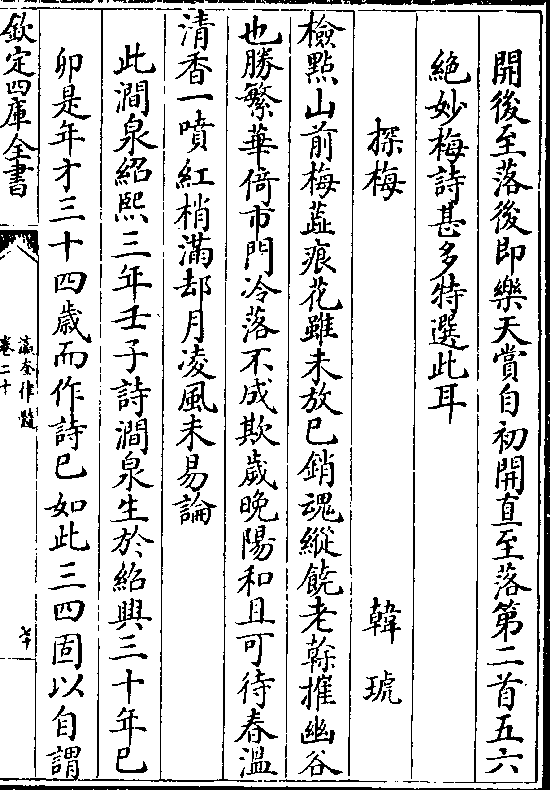 開後至落後即樂天賞自初開直至落第二首五六
絶妙梅詩甚多特選此耳
探梅　韓琥
檢點山前梅蕋痕花雖未放已銷魂縱饒老榦摧幽谷
也勝繁華倚市門冷落不成欺歲晚陽和且可待春溫
清香一噴紅梢滿却月凌風未易論
此澗泉紹熙三年壬子詩澗泉生於紹興三十年已
卯是年才三十四歲而作詩已如此三四固以自謂
欽定四庫全書
瀛奎律髓
卷二十